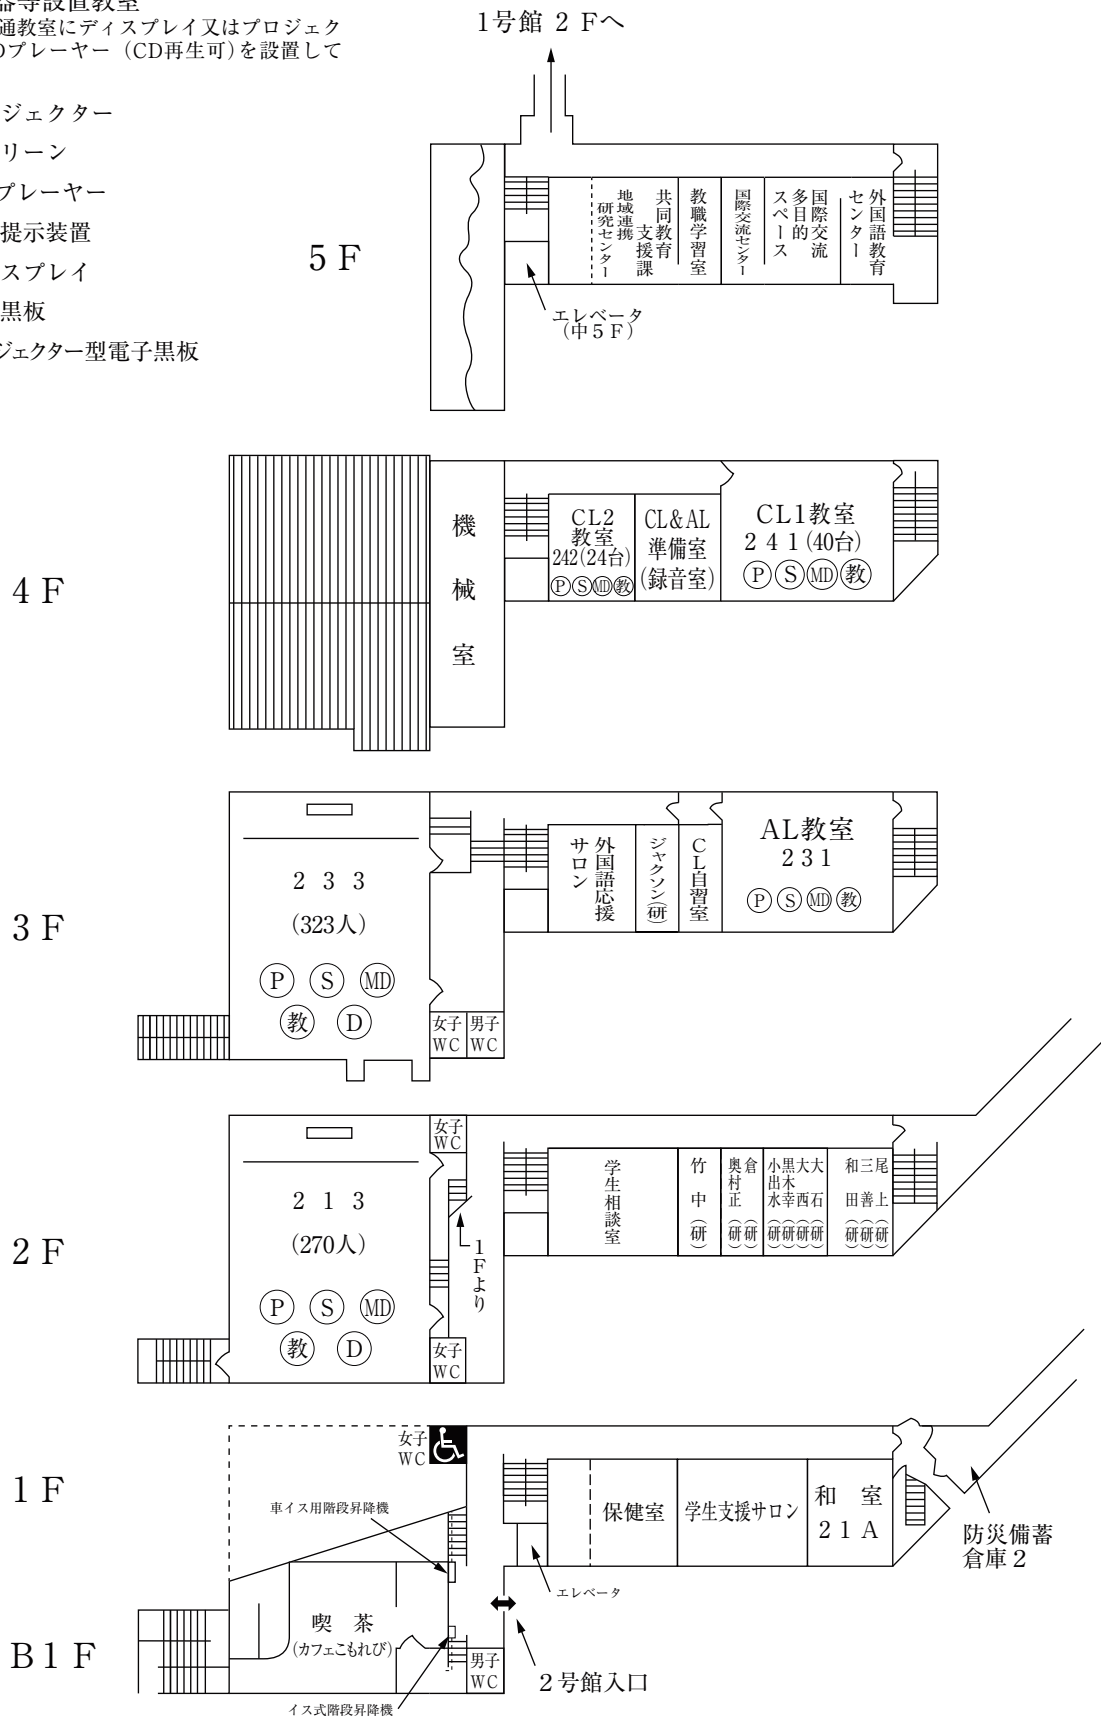 器等設置教室
通教室にディスプレイ又はプロジェク
Dプレーヤー（CD再生可)を設置して
ジェクター
リーン
プレーヤー
提示装置
スプレイ
黒板
ジェクター型電子黒板
1号館 2 Fへ
5 F
地域連携
研究センター
共同教育
支援課
教職学習室
国際交流センター
国際交流
多目的
スペース
外国語教育
センター
エレベータ
(中5 F)
4 F
機械室
CL2
教室
242(24台)
Ⓟ Ⓢ MD 教
CL&AL
準備室
(録音室)
CL1教室
2 4 1 (40台)
Ⓟ Ⓢ MD 教
3 F
2 3 3
(323人)
Ⓟ Ⓢ MD
教 Ⓓ
女子
WC
男子
WC
外国語応援
サロン
ジャクソン(研)
CL自習室
AL教室
2 3 1
Ⓟ Ⓢ MD 教
2 F
2 1 3
(270人)
Ⓟ Ⓢ MD
教 Ⓓ
女子
WC
女子
WC
1Fより
学生相談室
竹中(研)
奥村正(研)
倉(研)
小出水(研)
黒木幸(研)
大西(研)
大石(研)
和田(研)
三善(研)
尾上(研)
1 F
女子
WC
車イス用階段昇降機
保健室
学生支援サロン
和 室
2 1 A
防災備蓄
倉庫 2
エレベータ
B 1 F
喫 茶
(カフェこもれび)
男子
WC
2号館入口
イス式階段昇降機